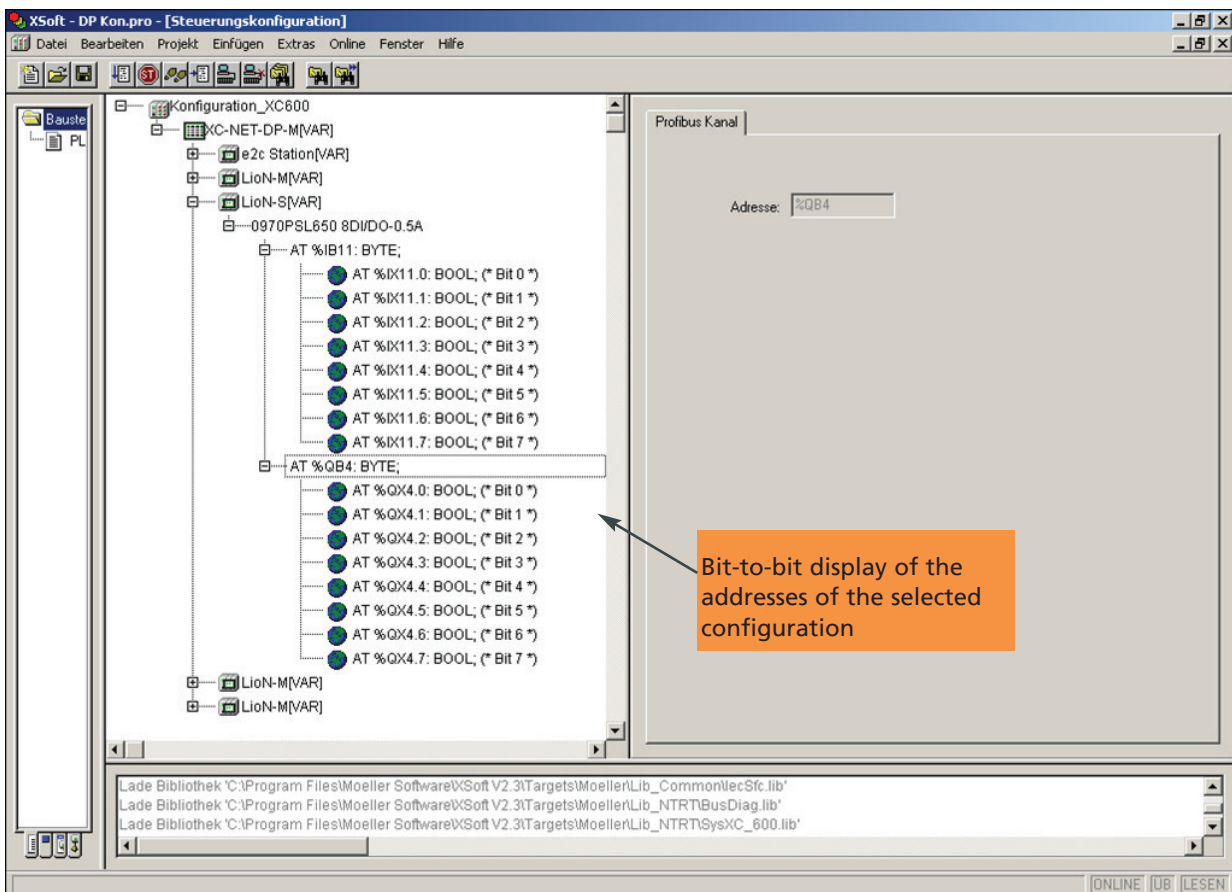 XSoft - DP Kon.pro - [Steuerungskonfiguration]
Datei Bearbeiten Projekt Einfügen Extras Online Fenster Hilfe
Bauste
PL
Konfiguration_XC600
XC-NET-DP-M[VAR]
e2c Station[VAR]
LioN-M[VAR]
LioN-S[VAR]
0970PSL650 8DI/DO-0.5A
AT %IB11: BYTE;
AT %IX11.0: BOOL; (* Bit 0 *)
AT %IX11.1: BOOL; (* Bit 1 *)
AT %IX11.2: BOOL; (* Bit 2 *)
AT %IX11.3: BOOL; (* Bit 3 *)
AT %IX11.4: BOOL; (* Bit 4 *)
AT %IX11.5: BOOL; (* Bit 5 *)
AT %IX11.6: BOOL; (* Bit 6 *)
AT %IX11.7: BOOL; (* Bit 7 *)
AT %QB4: BYTE;
AT %QX4.0: BOOL; (* Bit 0 *)
AT %QX4.1: BOOL; (* Bit 1 *)
AT %QX4.2: BOOL; (* Bit 2 *)
AT %QX4.3: BOOL; (* Bit 3 *)
AT %QX4.4: BOOL; (* Bit 4 *)
AT %QX4.5: BOOL; (* Bit 5 *)
AT %QX4.6: BOOL; (* Bit 6 *)
AT %QX4.7: BOOL; (* Bit 7 *)
LioN-M[VAR]
LioN-M[VAR]
Profibus Kanal
Adresse: %QB4
Bit-to-bit display of the
addresses of the selected
configuration
Lade Bibliothek 'C:\Program Files\Moeller Software\XSoft V2.3\Targets\Moeller\Lib_Common\IecSfc.lib'
Lade Bibliothek 'C:\Program Files\Moeller Software\XSoft V2.3\Targets\Moeller\Lib_NTRT\BusDiag.lib'
Lade Bibliothek 'C:\Program Files\Moeller Software\XSoft V2.3\Targets\Moeller\Lib_NTRT\SysXC_600.lib'
ONLINE ÜB LESEN